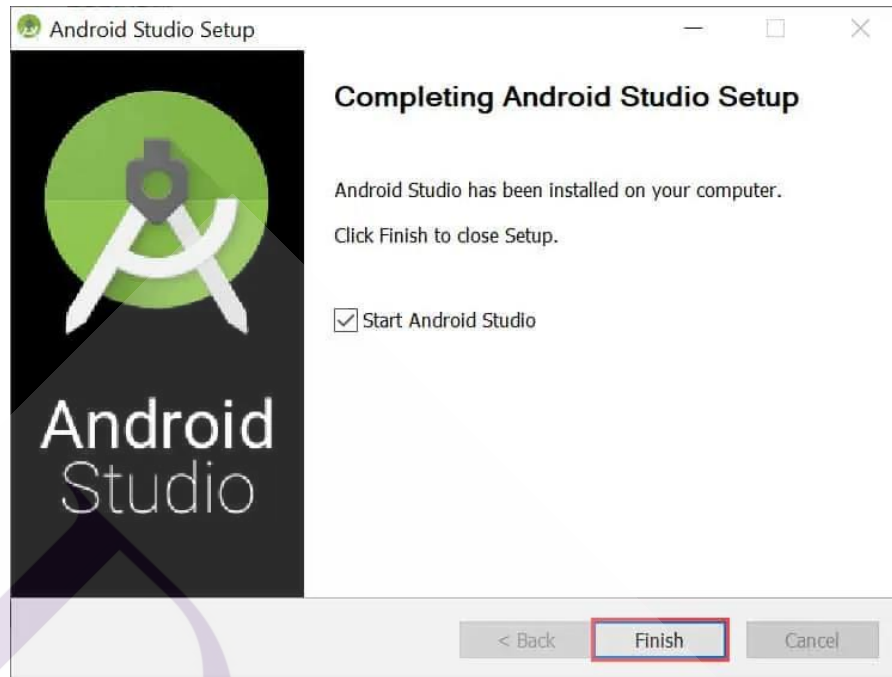 Android Studio Setup
Completing Android Studio Setup
Android Studio has been installed on your computer.
Click Finish to close Setup.
Start Android Studio
Android
Studio
< Back
Finish
Cancel